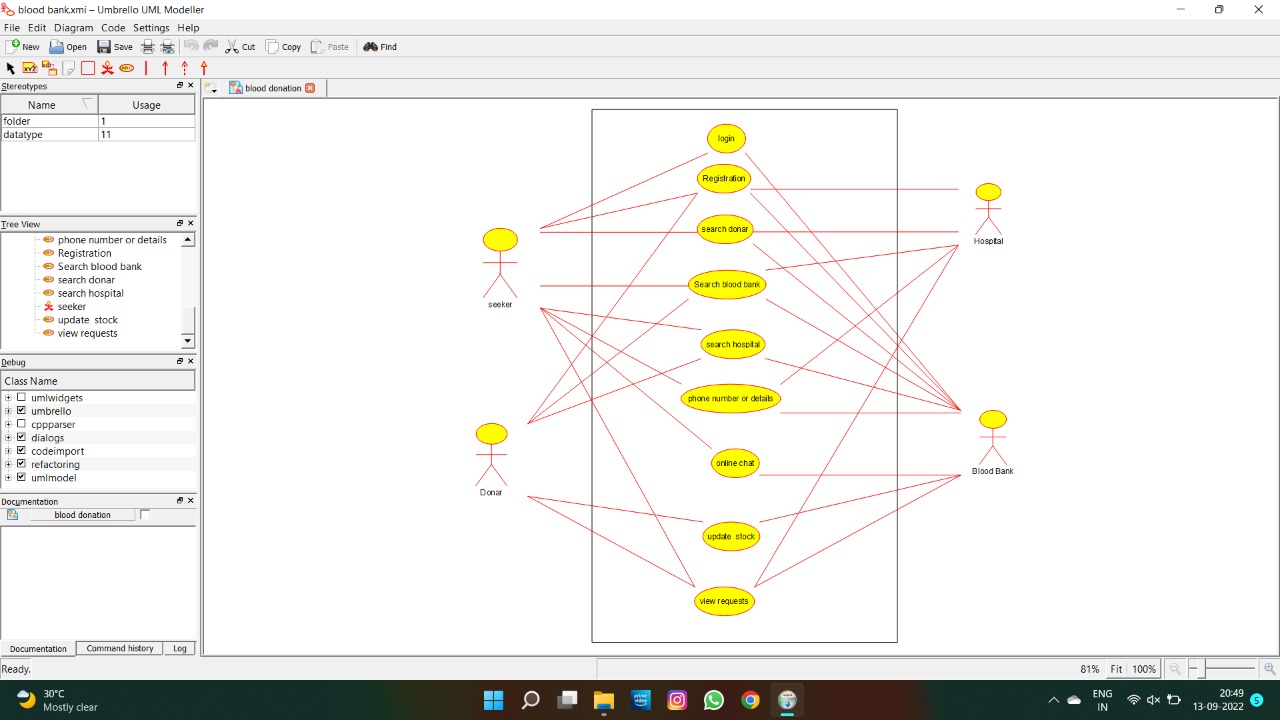 blood bank.xmi – Umbrello UML Modeller
File Edit Diagram Code Settings Help
New Open Save Cut Copy Paste Find
Stereotypes
blood donation
Name Usage
folder 1
datatype 11
Tree View
phone number or details
Registration
Search blood bank
search donar
search hospital
seeker
update stock
view requests
Debug
Class Name
umlwidgets
umbrello
cppparser
dialogs
codeimport
refactoring
umlmodel
Documentation
blood donation
Documentation Command history Log
login
Registration
search donar
Search blood bank
search hospital
phone number or details
online chat
update stock
view requests
seeker
Donar
Hospital
Blood Bank
Ready.
81% Fit 100%
30°C
Mostly clear
ENG
IN
20:49
13-09-2022
5